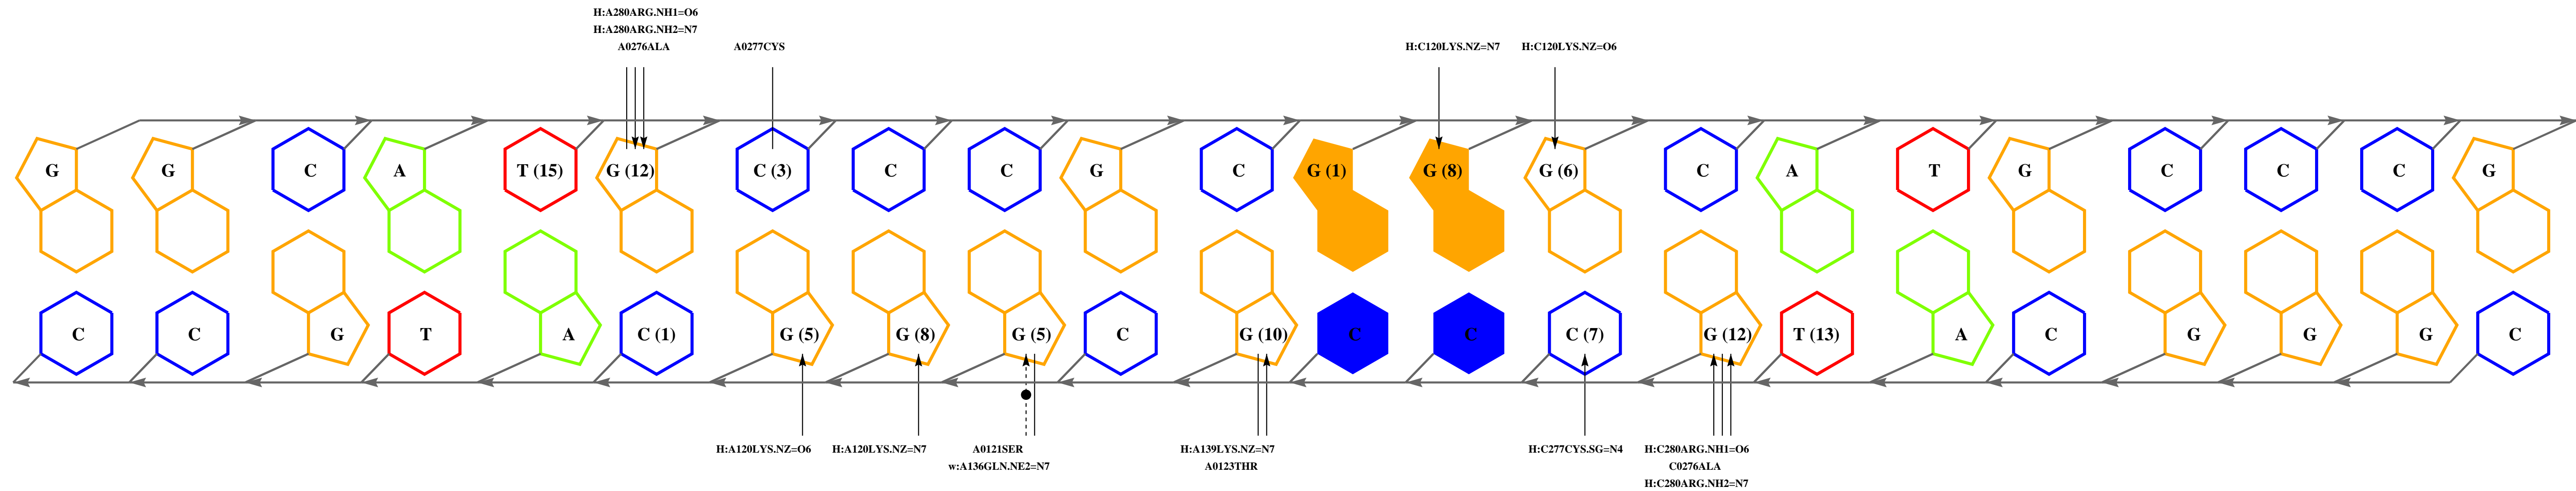 H:A280ARG.NH1=O6
H:A280ARG.NH2=N7
A0276ALA A0277CYS H:C120LYS.NZ=N7 H:C120LYS.NZ=O6
G G C A T (15) G (12) C (3) C C G C G (1) G (8) G (6) C A T G C C C G
C C G T A C (1) G (5) G (8) G (5) C G (10) C C C (7) G (12) T (13) A C G G G C
H:A120LYS.NZ=O6 H:A120LYS.NZ=N7 A0121SER H:A139LYS.NZ=N7 H:C277CYS.SG=N4 H:C280ARG.NH1=O6
w:A136GLN.NE2=N7 A0123THR C0276ALA
H:C280ARG.NH2=N7